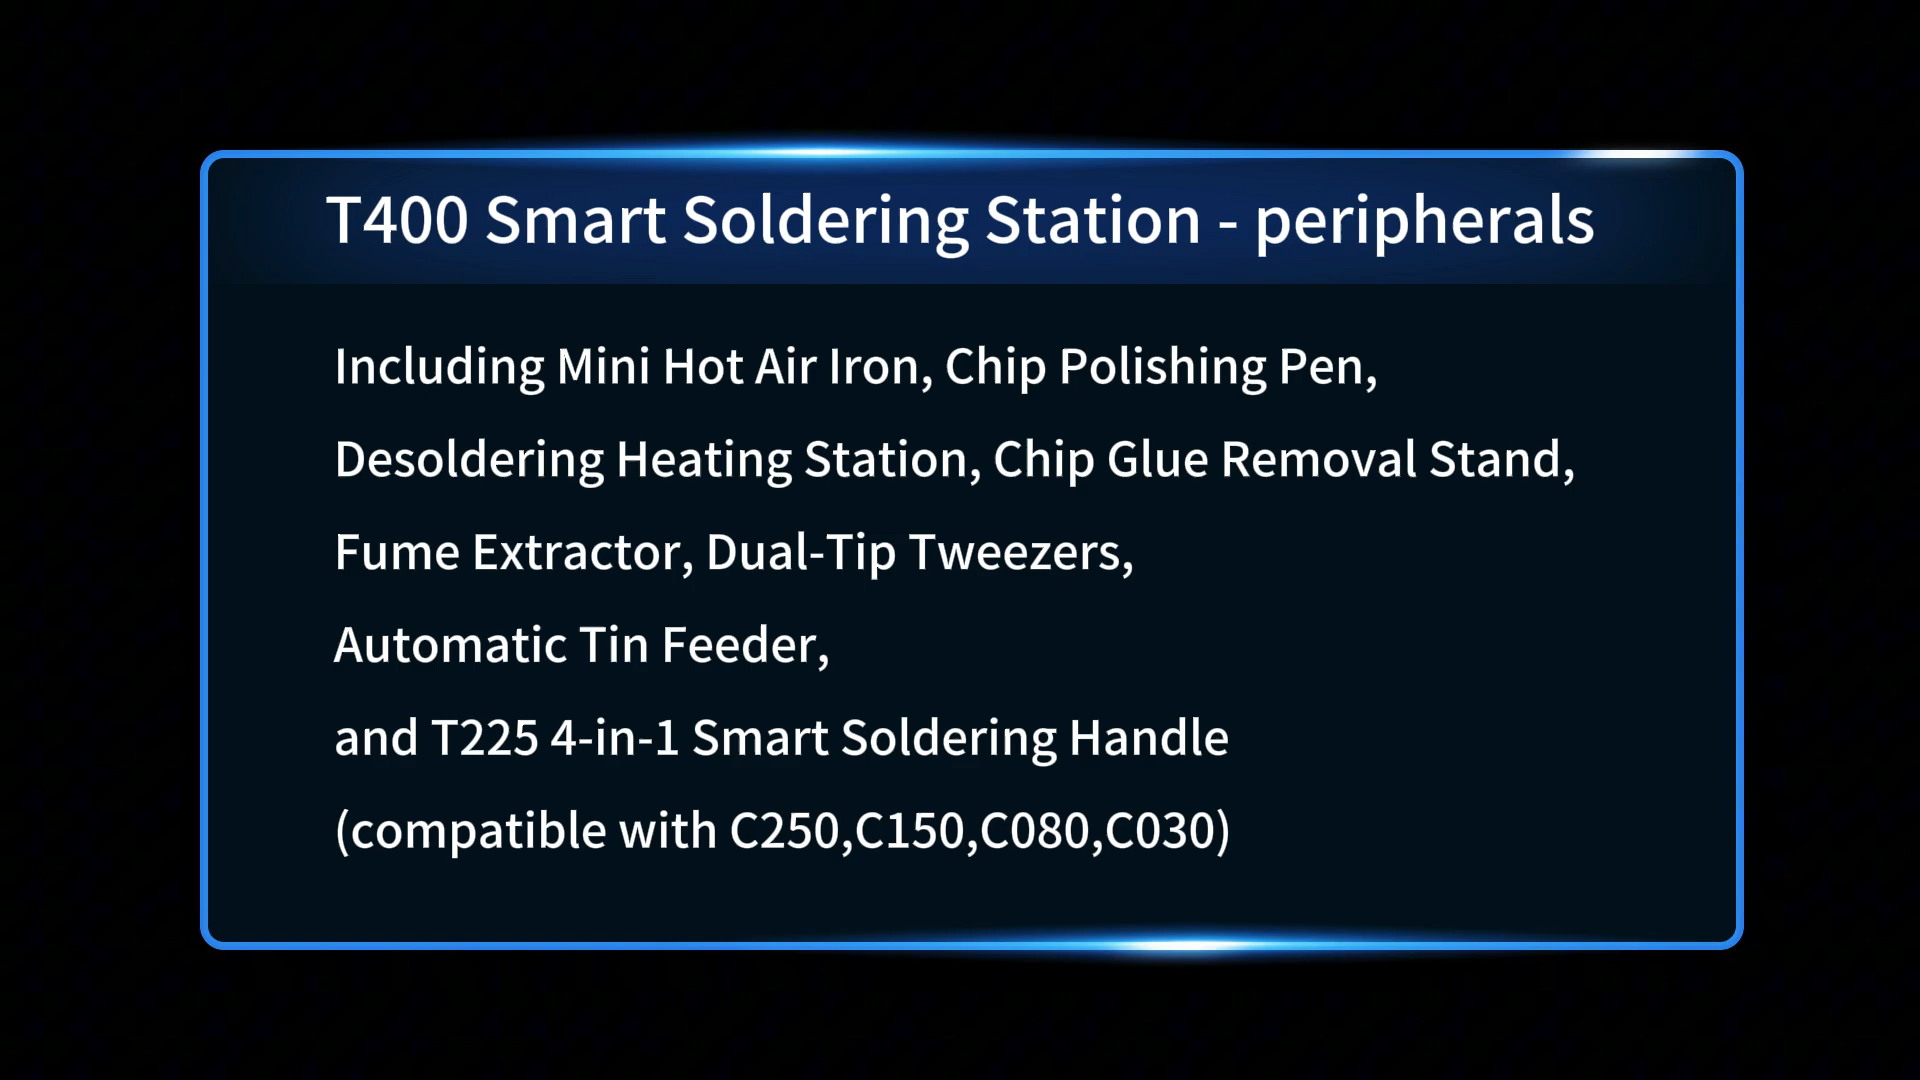 T400 Smart Soldering Station - peripherals
Including Mini Hot Air Iron, Chip Polishing Pen,
Desoldering Heating Station, Chip Glue Removal Stand,
Fume Extractor, Dual-Tip Tweezers,
Automatic Tin Feeder,
and T225 4-in-1 Smart Soldering Handle
(compatible with C250,C150,C080,C030)